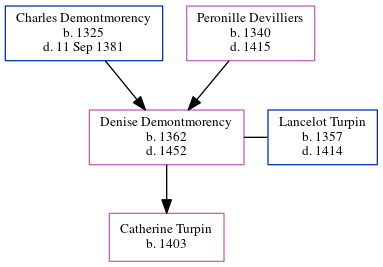 Charles Demontmorency
b. 1325
d. 11 Sep 1381
Peronille Devilliers
b. 1340
d. 1415
Denise Demontmorency
b. 1362
d. 1452
Lancelot Turpin
b. 1357
d. 1414
Catherine Turpin
b. 1403